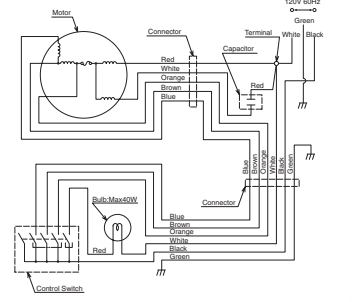 120V 60Hz
Motor
Green
Connector
Terminal
White
Black
Capacitor
Red
White
Orange
Brown
Blue
Red
Blue
Brown
Orange
White
Black
Green
Connector
Bulb:Max40W
Blue
Brown
Orange
White
Red
Black
Green
Control Switch